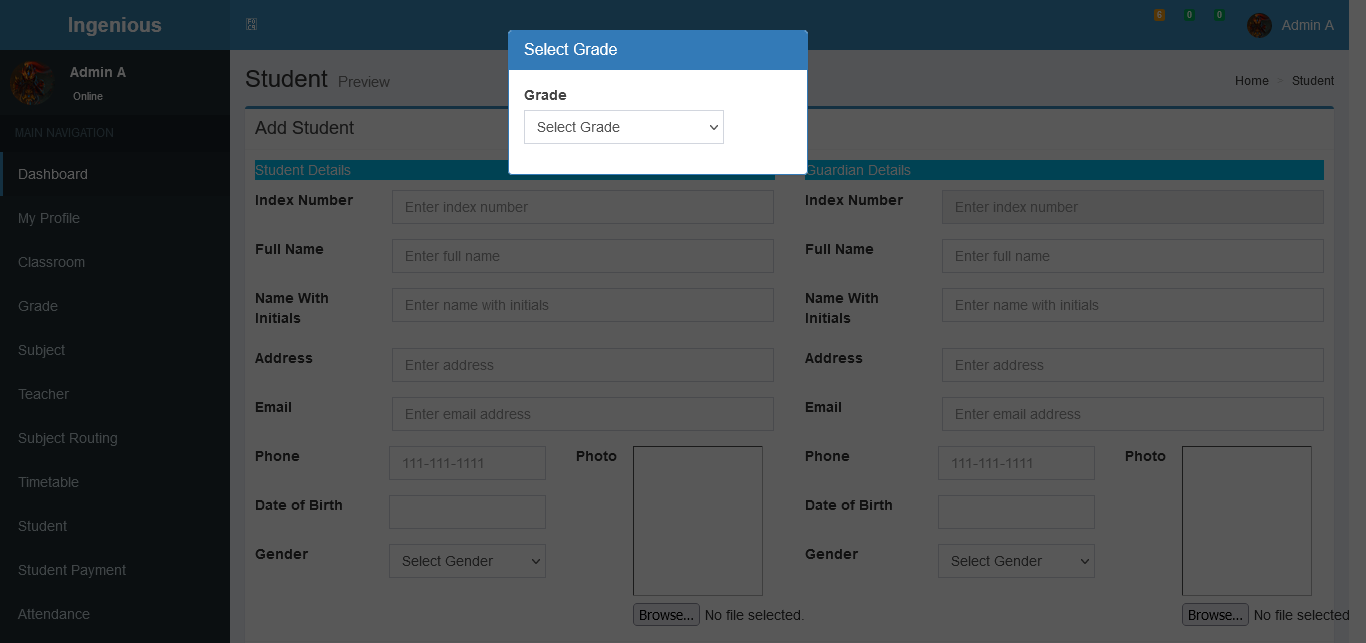 Ingenious
6
0
0
Admin A
Admin A
Online
MAIN NAVIGATION
Dashboard
My Profile
Classroom
Grade
Subject
Teacher
Subject Routing
Timetable
Student
Student Payment
Attendance
Select Grade
Grade
Select Grade
Student Preview
Home > Student
Add Student
Student Details
Index Number
Enter index number
Full Name
Enter full name
Name With
Initials
Enter name with initials
Address
Enter address
Email
Enter email address
Phone
111-111-1111
Photo
Date of Birth
Gender
Select Gender
Browse... No file selected.
Guardian Details
Index Number
Enter index number
Full Name
Enter full name
Name With
Initials
Enter name with initials
Address
Enter address
Email
Enter email address
Phone
111-111-1111
Photo
Date of Birth
Gender
Select Gender
Browse... No file selected